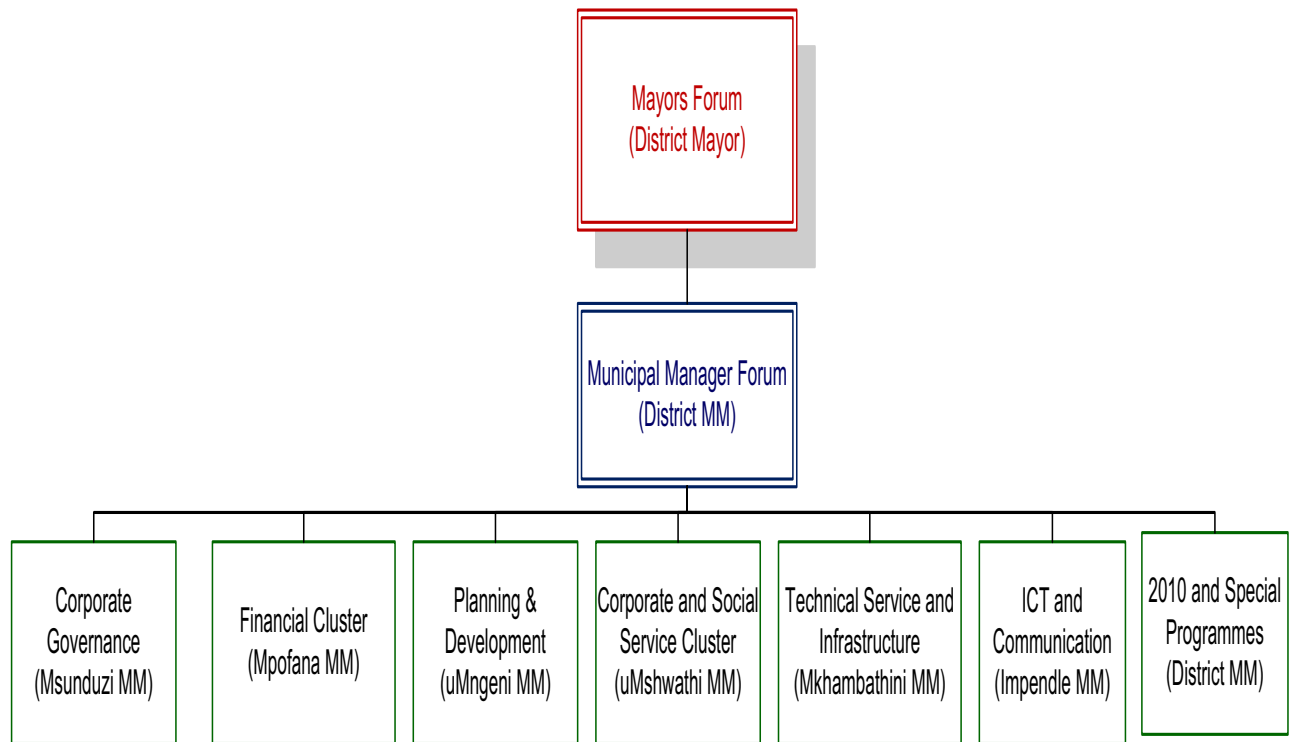 Mayors Forum
(District Mayor)
Municipal Manager Forum
(District MM)
Corporate
Governance
(Msunduzi MM)
Financial Cluster
(Mpofana MM)
Planning &
Development
(uMngeni MM)
Corporate and Social
Service Cluster
(uMshwathi MM)
Technical Service and
Infrastructure
(Mkhambathini MM)
ICT and
Communication
(Impendle MM)
2010 and Special
Programmes
(District MM)